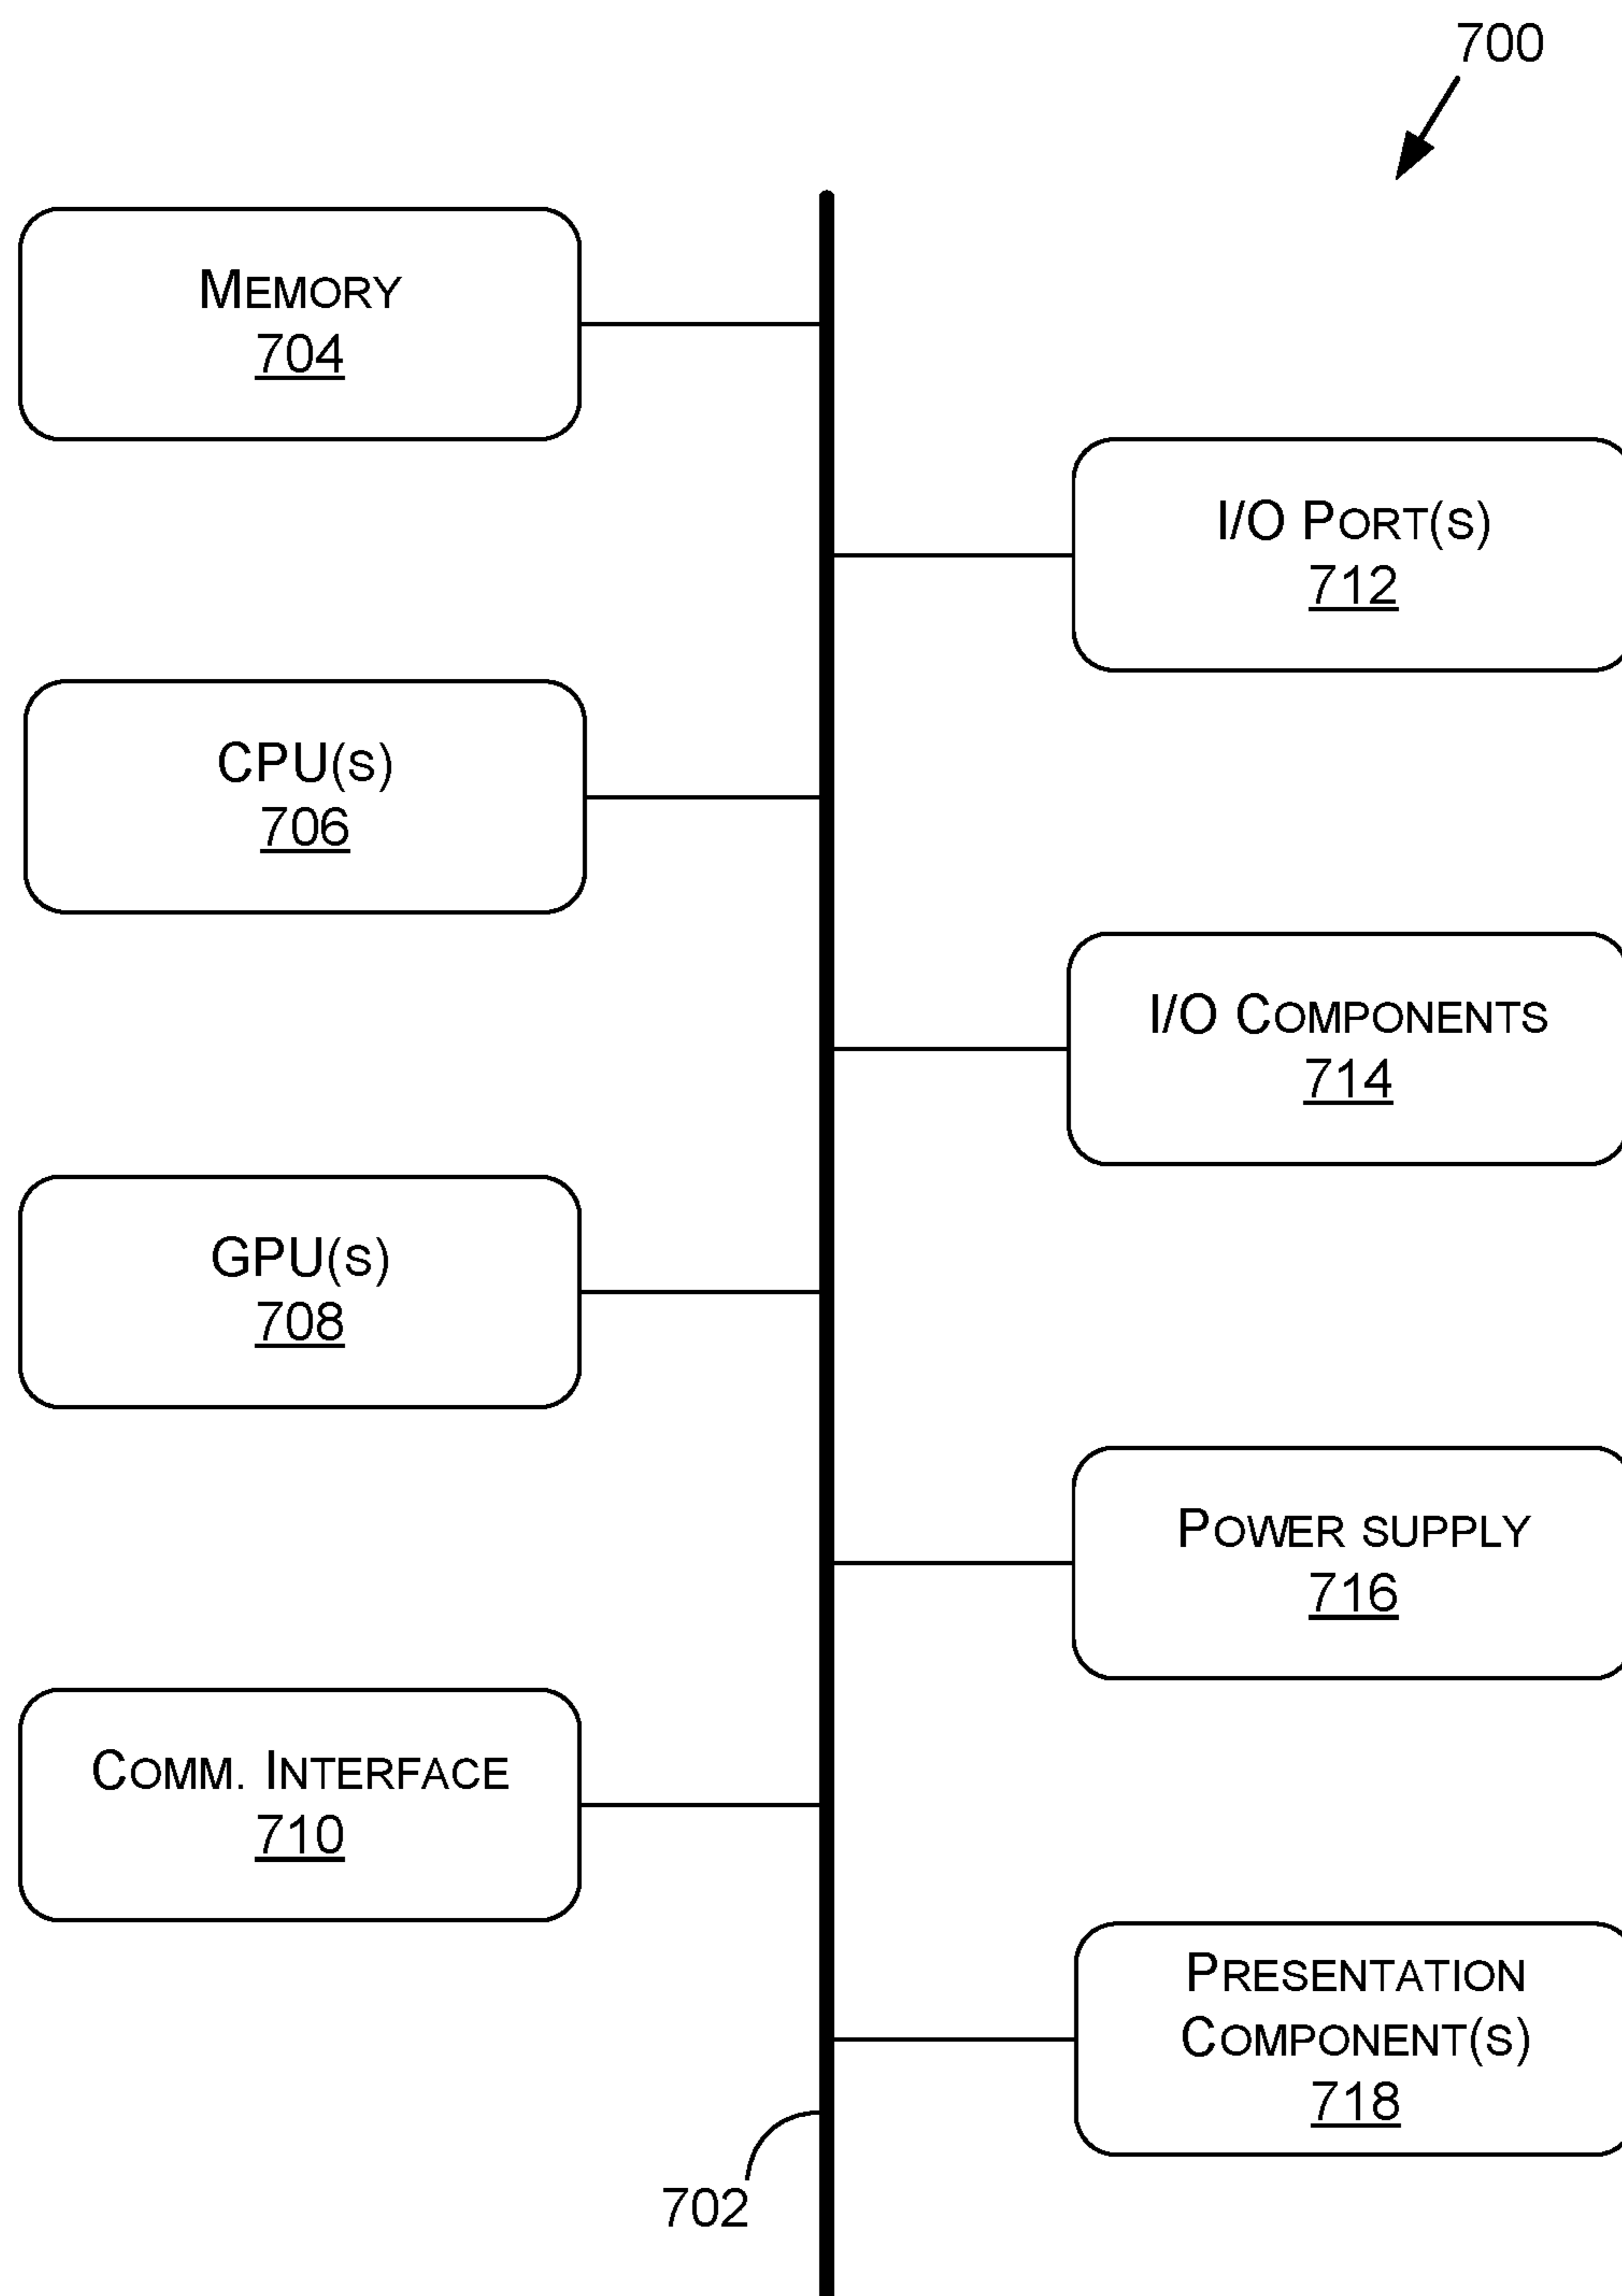 700
MEMORY
704
I/O PORT(S)
712
CPU(S)
706
I/O COMPONENTS
714
GPU(S)
708
POWER SUPPLY
716
COMM. INTERFACE
710
PRESENTATION
COMPONENT(S)
718
702